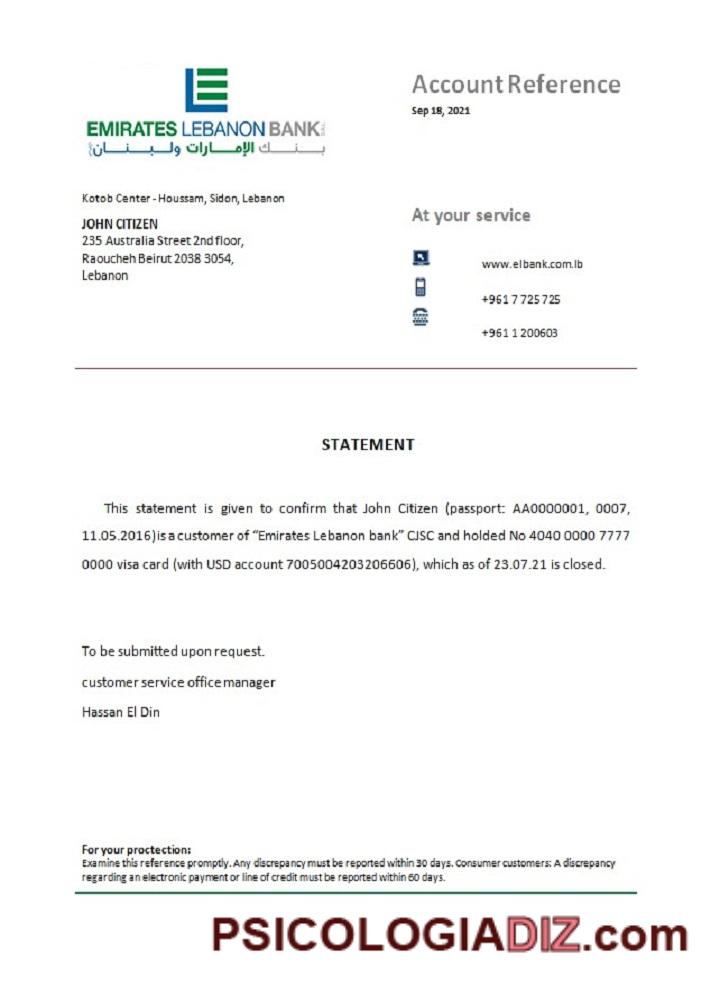 EMIRATES LEBANON BANK
بنك الإمارات ولبنان
Account Reference
Sep 18, 2021
Kotob Center - Houssam, Sidon, Lebanon
JOHN CITIZEN
235 Australia Street 2nd floor,
Raoucheh Beirut 2038 3054,
Lebanon
At your service
www.elbank.com.lb
+961 7 725 725
+961 1 200603
STATEMENT
This statement is given to confirm that John Citizen (passport: AA0000001, 0007,
11.05.2016) is a customer of “Emirates Lebanon bank” CJSC and holded No 4040 0000 7777
0000 visa card (with USD account 7005004203206606), which as of 23.07.21 is closed.
To be submitted upon request.
customer service office manager
Hassan El Din
For your proctection:
Examine this reference promptly. Any discrepancy must be reported within 30 days. Consumer customers: A discrepancy
regarding an electronic payment or line of credit must be reported within 60 days.
PSICOLOGIADIZ.com